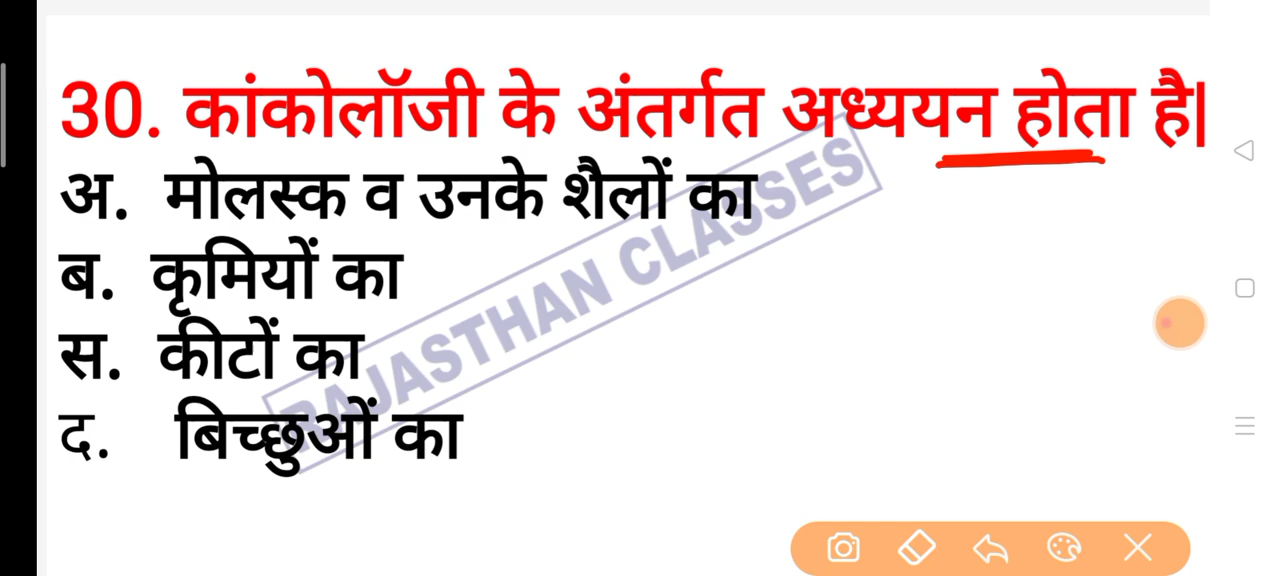 30. कांकोलॉजी के अंतर्गत अध्ययन होता है|
अ. मोलस्क व उनके शैलों का
ब. कृमियों का
स. कीटों का
द. बिच्छुओं का
RAJASTHAN CLASSES